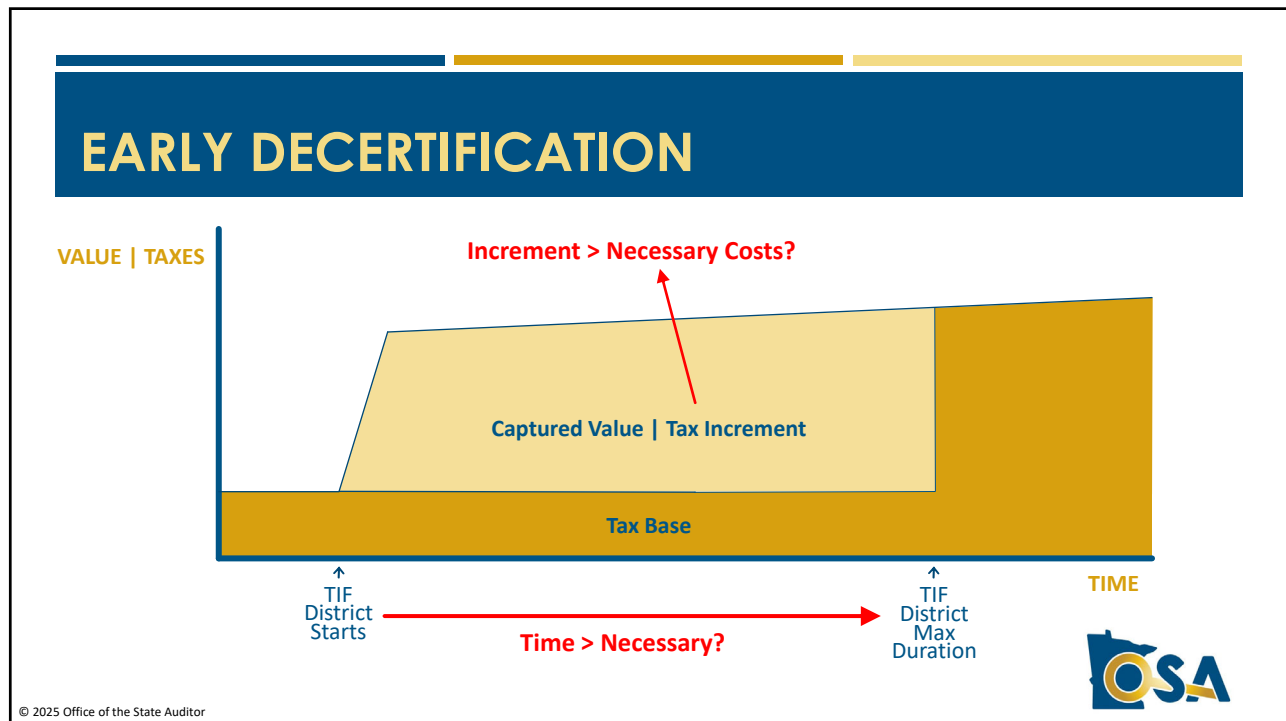 EARLY DECERTIFICATION
VALUE | TAXES
Increment > Necessary Costs?
Captured Value | Tax Increment
Tax Base
TIME
↑
TIF
District
Starts
↑
TIF
District
Max
Duration
Time > Necessary?
OSA
© 2025 Office of the State Auditor